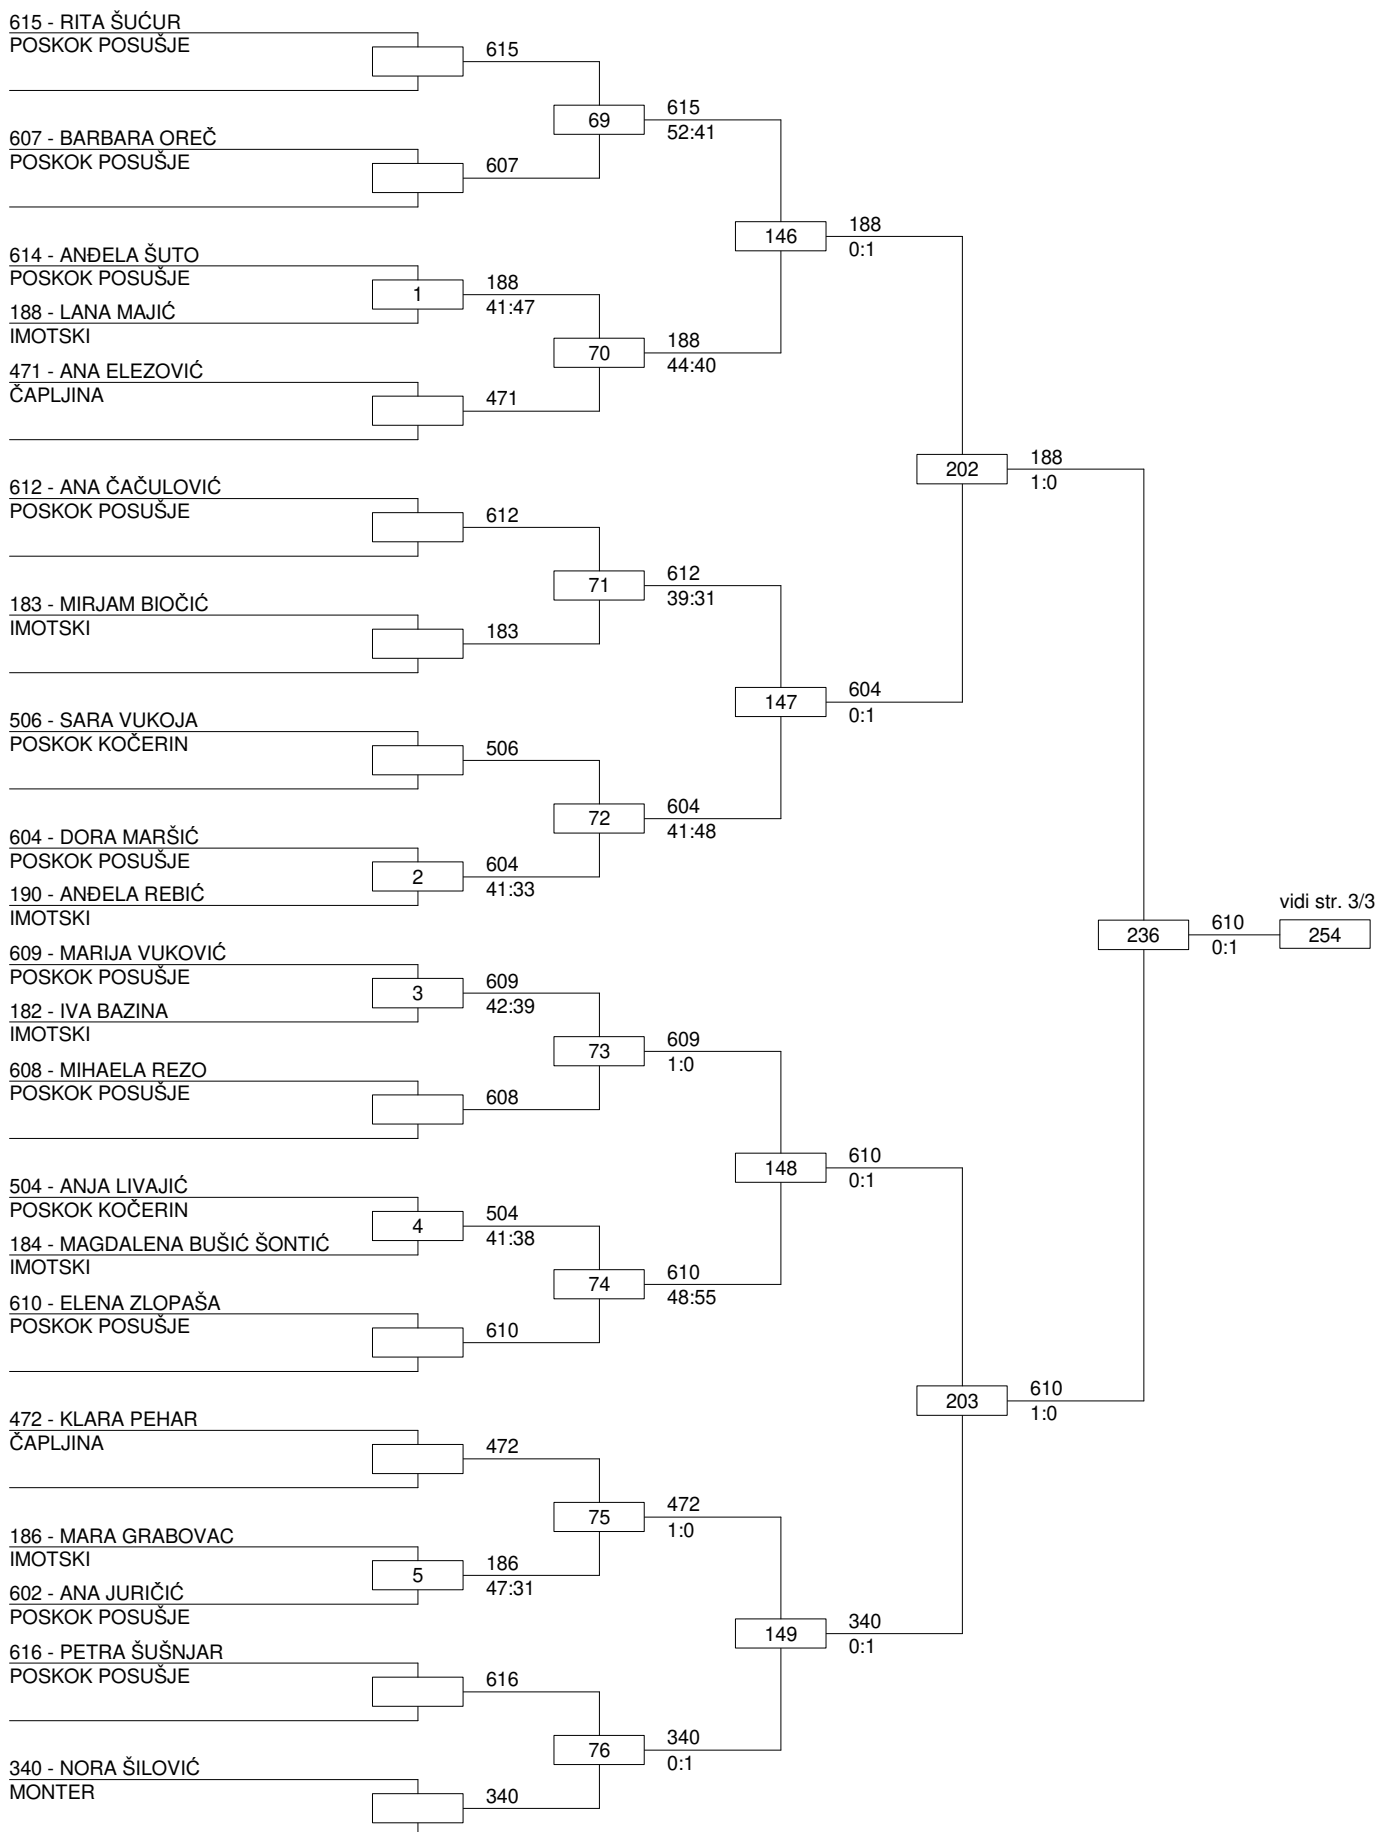 615 - RITA ŠUĆUR
POSKOK POSUŠJE
615
69
615
52:41
607 - BARBARA OREČ
POSKOK POSUŠJE
607
146
188
0:1
614 - ANĐELA ŠUTO
POSKOK POSUŠJE
1
188
41:47
188 - LANA MAJIĆ
IMOTSKI
70
188
44:40
471 - ANA ELEZOVIĆ
ČAPLJINA
471
202
188
1:0
612 - ANA ČAČULOVIĆ
POSKOK POSUŠJE
612
71
612
39:31
183 - MIRJAM BIOČIĆ
IMOTSKI
183
147
604
0:1
506 - SARA VUKOJA
POSKOK KOČERIN
506
72
604
41:48
604 - DORA MARŠIĆ
POSKOK POSUŠJE
2
604
41:33
190 - ANĐELA REBIĆ
IMOTSKI
vidi str. 3/3
236
610
0:1
254
609 - MARIJA VUKOVIĆ
POSKOK POSUŠJE
3
609
42:39
182 - IVA BAZINA
IMOTSKI
73
609
1:0
608 - MIHAELA REZO
POSKOK POSUŠJE
608
148
610
0:1
504 - ANJA LIVAJIĆ
POSKOK KOČERIN
4
504
41:38
184 - MAGDALENA BUŠIĆ ŠONTIĆ
IMOTSKI
74
610
48:55
610 - ELENA ZLOPAŠA
POSKOK POSUŠJE
610
203
610
1:0
472 - KLARA PEHAR
ČAPLJINA
472
75
472
1:0
186 - MARA GRABOVAC
IMOTSKI
5
186
47:31
602 - ANA JURIČIĆ
POSKOK POSUŠJE
149
340
0:1
616 - PETRA ŠUŠNJAR
POSKOK POSUŠJE
616
76
340
0:1
340 - NORA ŠILOVIĆ
MONTER
340